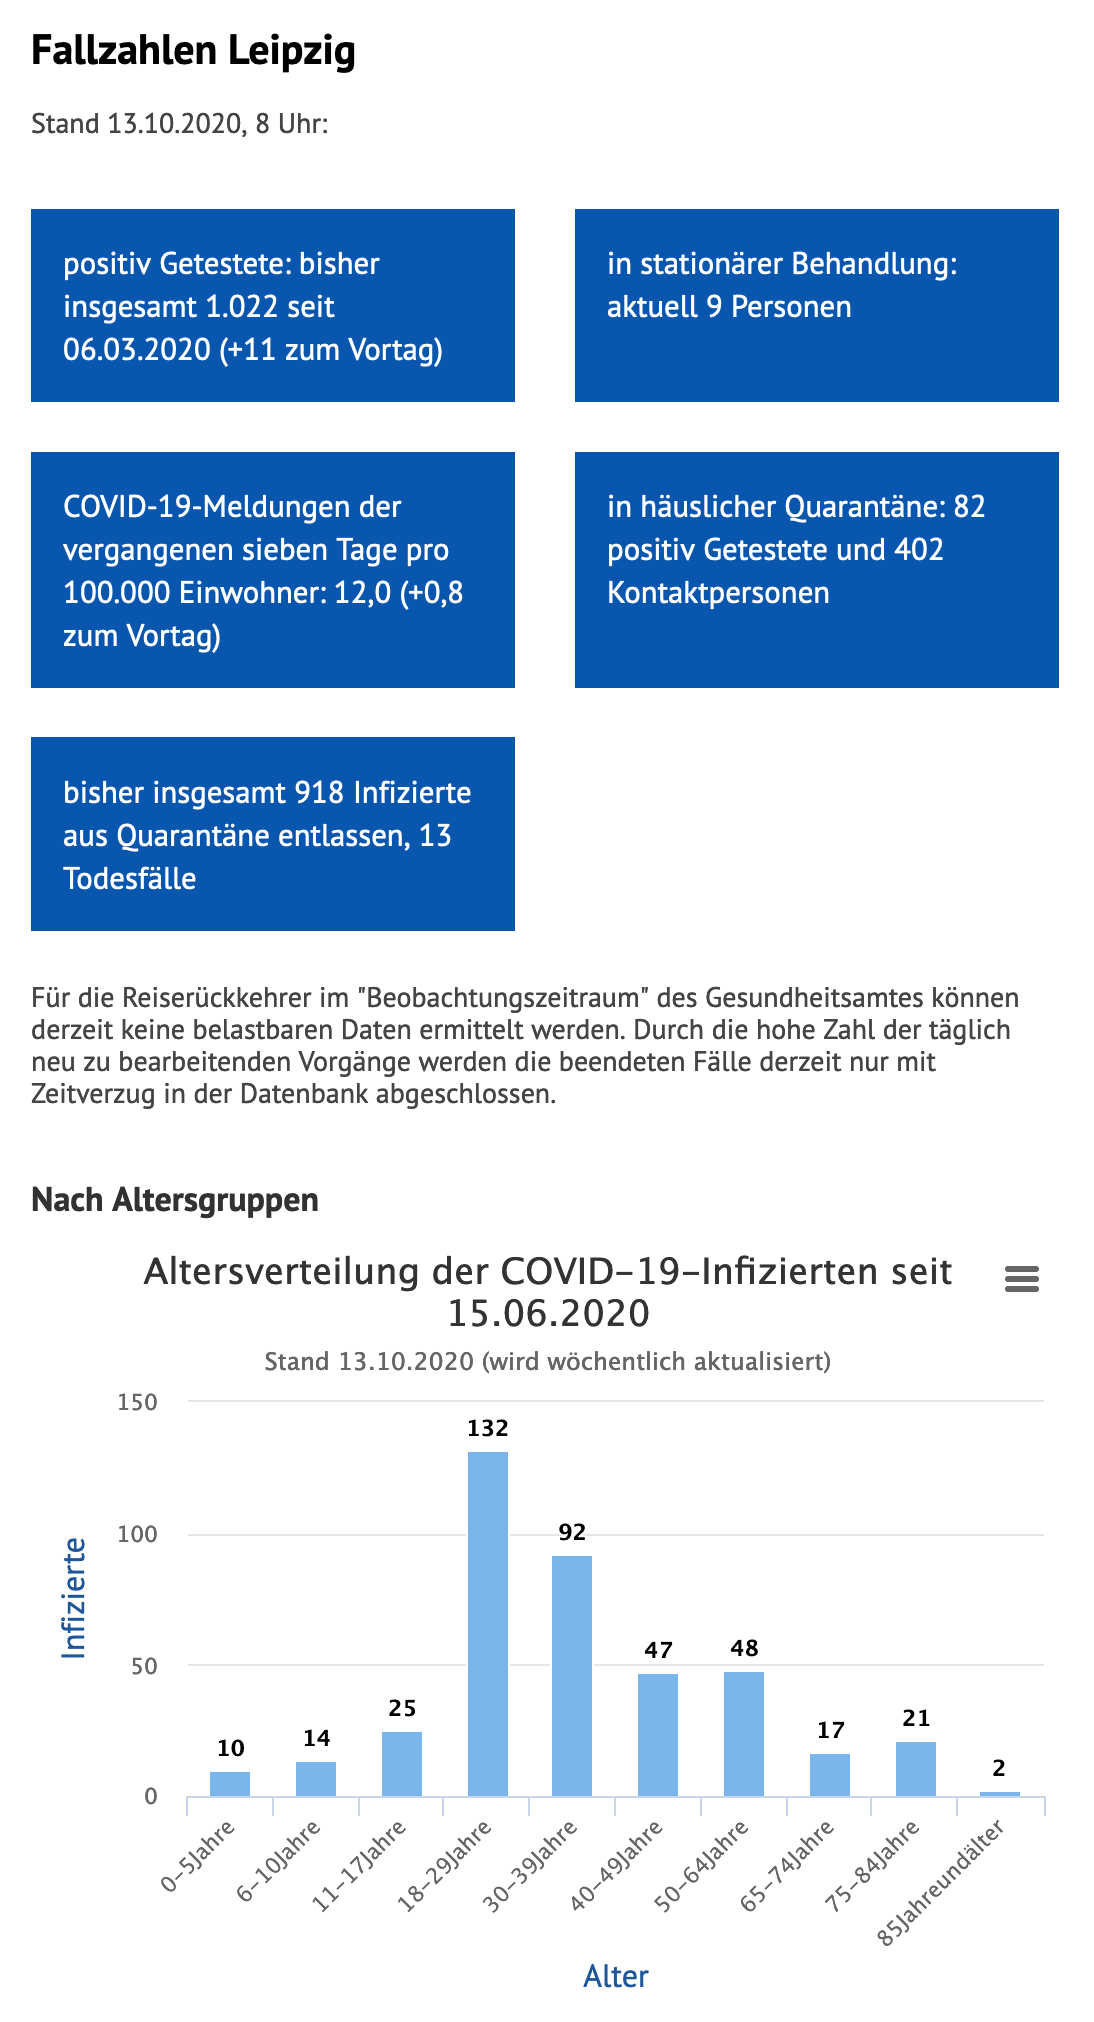 Fallzahlen Leipzig
Stand 13.10.2020, 8 Uhr:
positiv Getestete: bisher
insgesamt 1.022 seit
06.03.2020 (+11 zum Vortag)
in stationärer Behandlung:
aktuell 9 Personen
COVID-19-Meldungen der
vergangenen sieben Tage pro
100.000 Einwohner: 12,0 (+0,8
zum Vortag)
in häuslicher Quarantäne: 82
positiv Getestete und 402
Kontaktpersonen
bisher insgesamt 918 Infizierte
aus Quarantäne entlassen, 13
Todesfälle
Für die Reiserückkehrer im "Beobachtungszeitraum" des Gesundheitsamtes können
derzeit keine belastbaren Daten ermittelt werden. Durch die hohe Zahl der täglich
neu zu bearbeitenden Vorgänge werden die beendeten Fälle derzeit nur mit
Zeitverzug in der Datenbank abgeschlossen.
Nach Altersgruppen
Altersverteilung der COVID-19-Infizierten seit
15.06.2020
Stand 13.10.2020 (wird wöchentlich aktualisiert)
Infizierte
150
100
50
0
10
14
25
132
92
47
48
17
21
2
0-5Jahre
6-10Jahre
11-17Jahre
18-29Jahre
30-39Jahre
40-49Jahre
50-64Jahre
65-74Jahre
75-84Jahre
85Jahreundälter
Alter